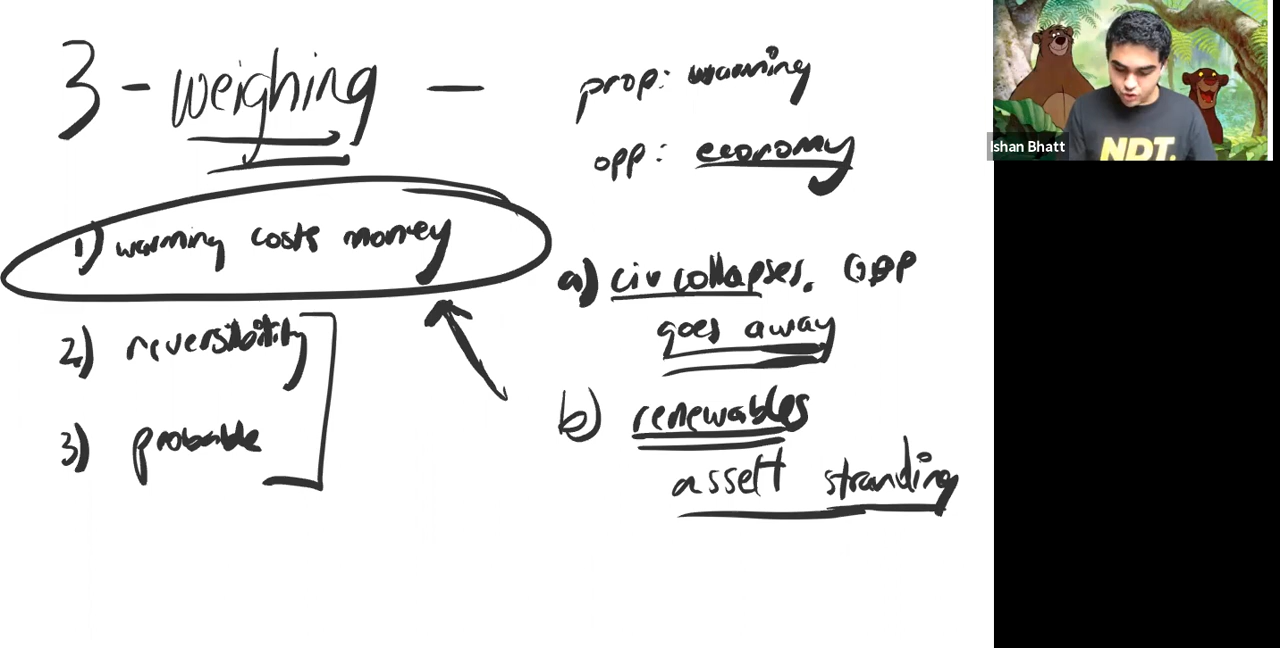 3 - weighing -
prop: warming
opp: economy
1) warming costs money
2) reversibility
3) probable
a) civ collapses. GDP
goes away
b) renewables
assett stranding
NDT.
Ishan Bhatt